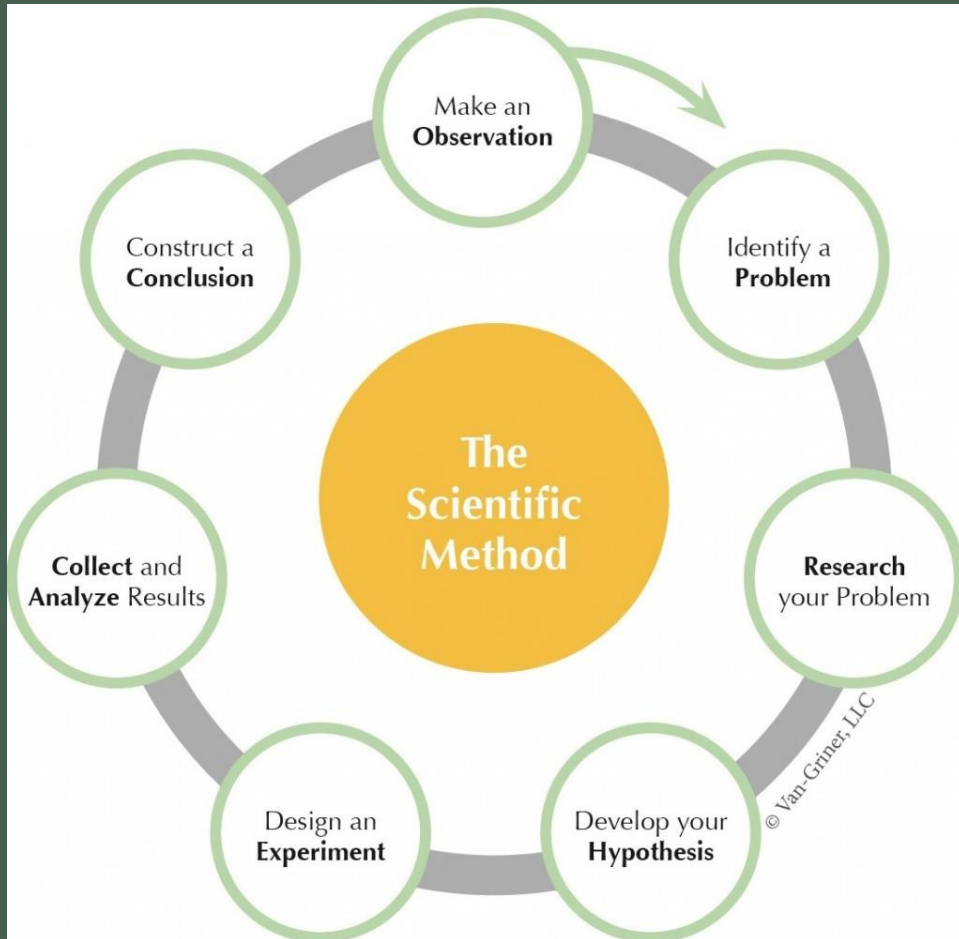 Make an
Observation
Identify a
Problem
Research
your Problem
Develop your
Hypothesis
Design an
Experiment
Collect and
Analyze Results
Construct a
Conclusion
The
Scientific
Method
© Van-Griner, LLC